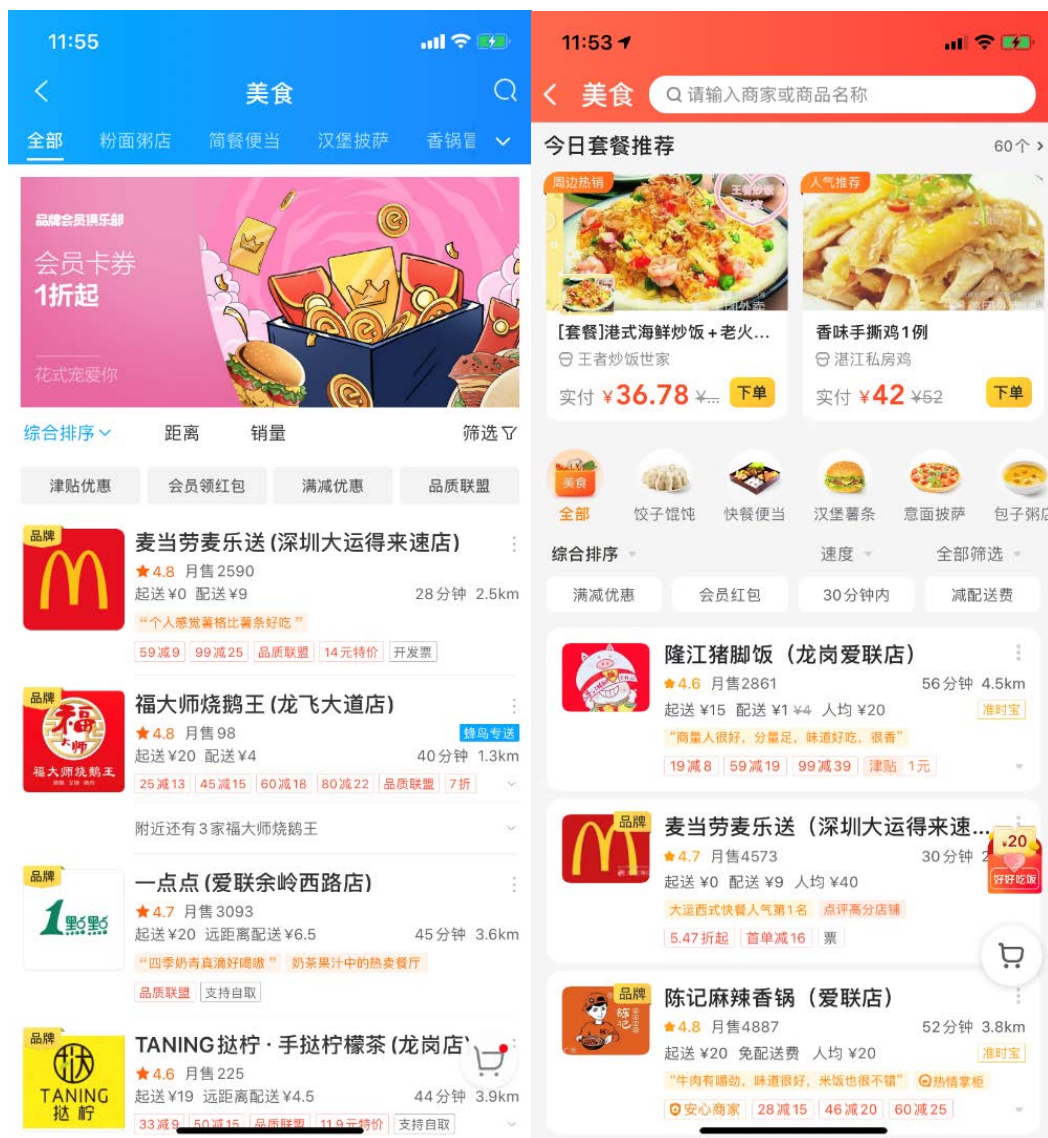 11:55
美食
全部 粉面粥店 简餐便当 汉堡披萨 香锅冒
品牌会员俱乐部
会员卡券
1折起
花式宠爱你
综合排序 距离 销量 筛选
津贴优惠 会员领红包 满减优惠 品质联盟
品牌
麦当劳麦乐送(深圳大运得来速店)
4.8 月售2590
起送¥0 配送¥9 28分钟 2.5km
“个人感觉薯格比薯条好吃”
59减9 99减25 品质联盟 14元特价 开发票
品牌
福大师
福大师烧鹅王
福大师烧鹅王(龙飞大道店)
4.8 月售98 蜂鸟专送
起送¥20 配送¥4 40分钟 1.3km
25减13 45减15 60减18 80减22 品质联盟 7折
附近还有3家福大师烧鹅王
品牌
1點點
一点点(爱联余岭西路店)
4.7 月售3093
起送¥20 远距离配送¥6.5 45分钟 3.6km
“四季奶青真滴好喝嗷” 奶茶果汁中的热卖餐厅
品质联盟 支持自取
品牌
TANING
挞柠
TANING挞柠·手挞柠檬茶(龙岗店
4.6 月售225
起送¥19 远距离配送¥4.5 44分钟 3.9km
33减9 50减15 品质联盟 11.9元特价 支持自取
11:53
美食 请输入商家或商品名称
今日套餐推荐 60个
周边热销
人气推荐
[套餐]港式海鲜炒饭+老火...
王者炒饭世家
实付 ¥36.78 ¥... 下单
香味手撕鸡1例
湛江私房鸡
实付 ¥42 ¥52 下单
美食
全部 饺子馄饨 快餐便当 汉堡薯条 意面披萨 包子粥店
综合排序 速度 全部筛选
满减优惠 会员红包 30分钟内 减配送费
隆江猪脚饭（龙岗爱联店）
4.6 月售2861 56分钟 4.5km
起送 ¥15 配送 ¥1 ¥4 人均 ¥20 准时宝
“商量人很好，分量足，味道好吃，很香”
19减8 59减19 99减39 津贴 1元
品牌
麦当劳麦乐送（深圳大运得来速...
4.7 月售4573 30分钟 2
起送 ¥0 配送 ¥9 人均 ¥40
大运西式快餐人气第1名 点评高分店铺
5.47折起 首单减16 票
¥20
好好吃饭
品牌
陈记
陈记麻辣香锅（爱联店）
4.8 月售4887 52分钟 3.8km
起送 ¥20 免配送费 人均 ¥20 准时宝
“牛肉有嚼劲，味道很好，米饭也很不错” 热情掌柜
安心商家 28减15 46减20 60减25